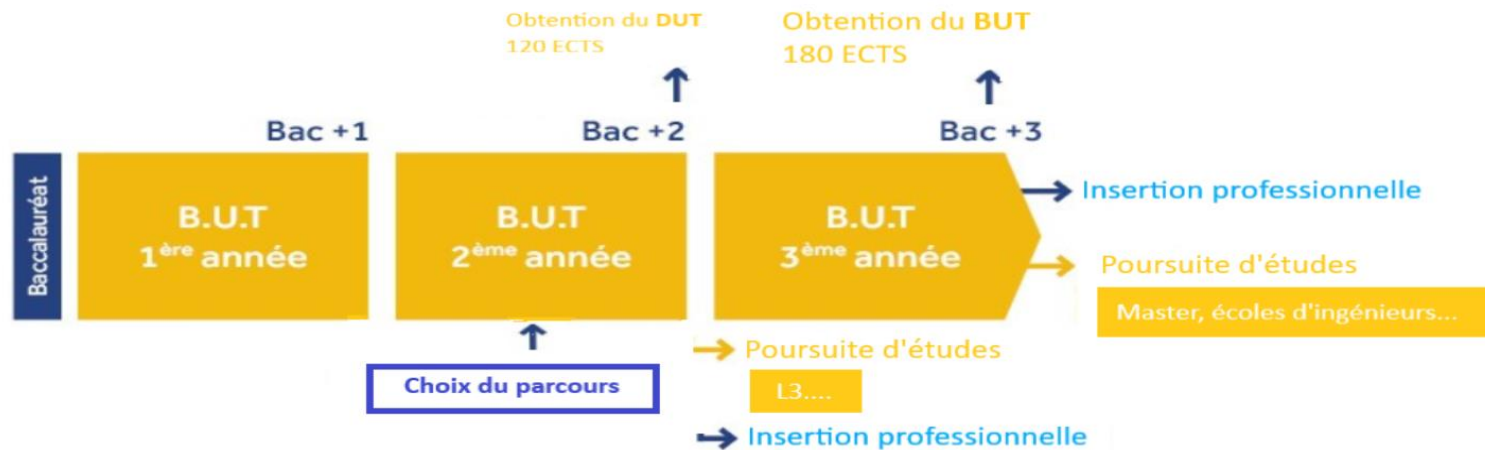 Obtention du DUT
120 ECTS
Obtention du BUT
180 ECTS
Bac +1
Bac +2
Bac +3
Baccalauréat
B.U.T
1ère année
B.U.T
2ème année
B.U.T
3ème année
Insertion professionnelle
Poursuite d'études
Master, écoles d'ingénieurs...
Choix du parcours
Poursuite d'études
L3....
Insertion professionnelle